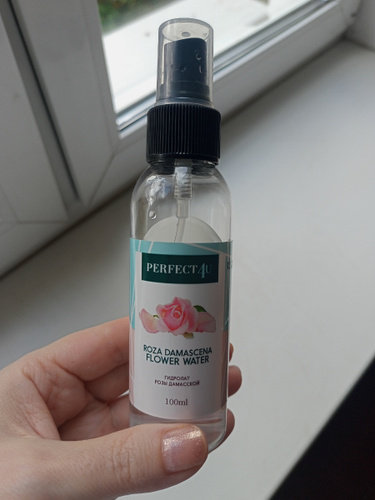 PERFECT4U
ROZA DAMASCENA
FLOWER WATER
ГИДРОЛАТ
РОЗЫ ДАМАССКОЙ
100ml